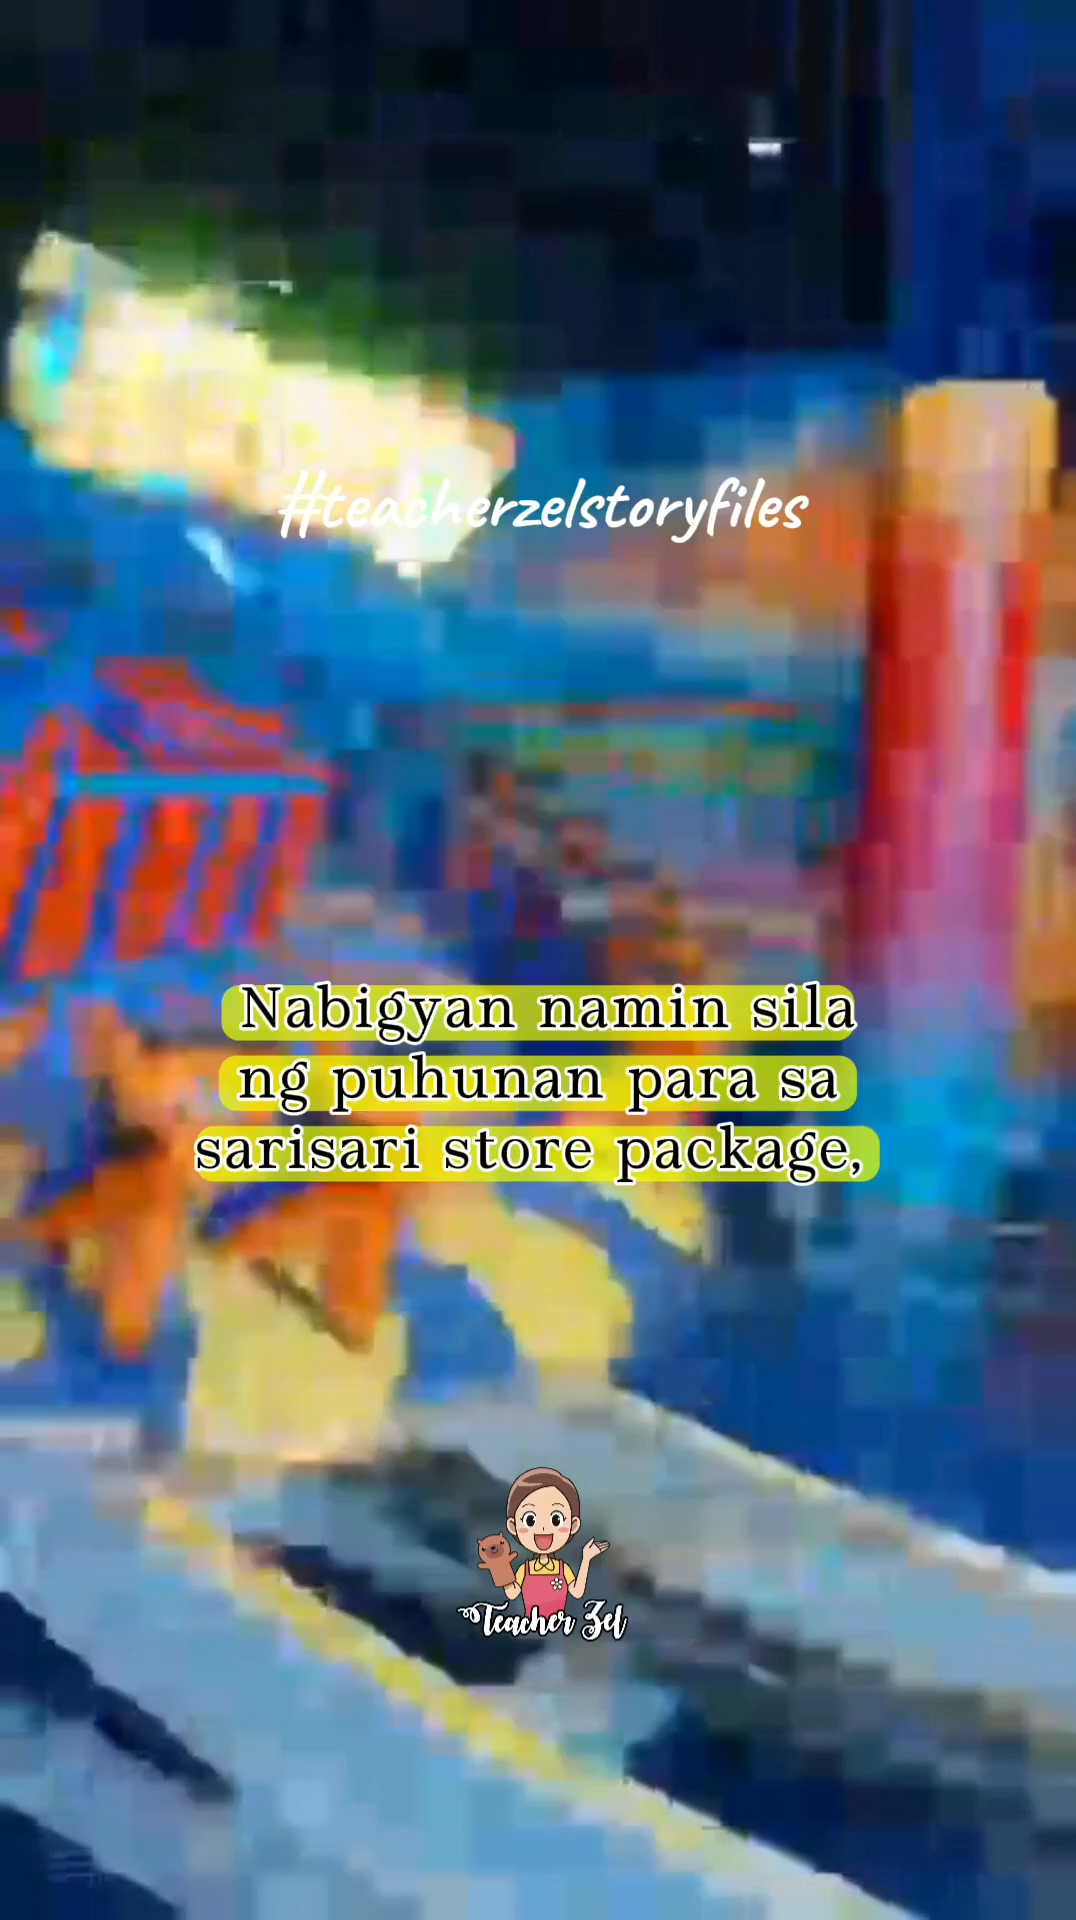 #teacherzelstoryfiles
Nabigyan namin sila
ng puhunan para sa
sarisari store package,
Teacher Zel